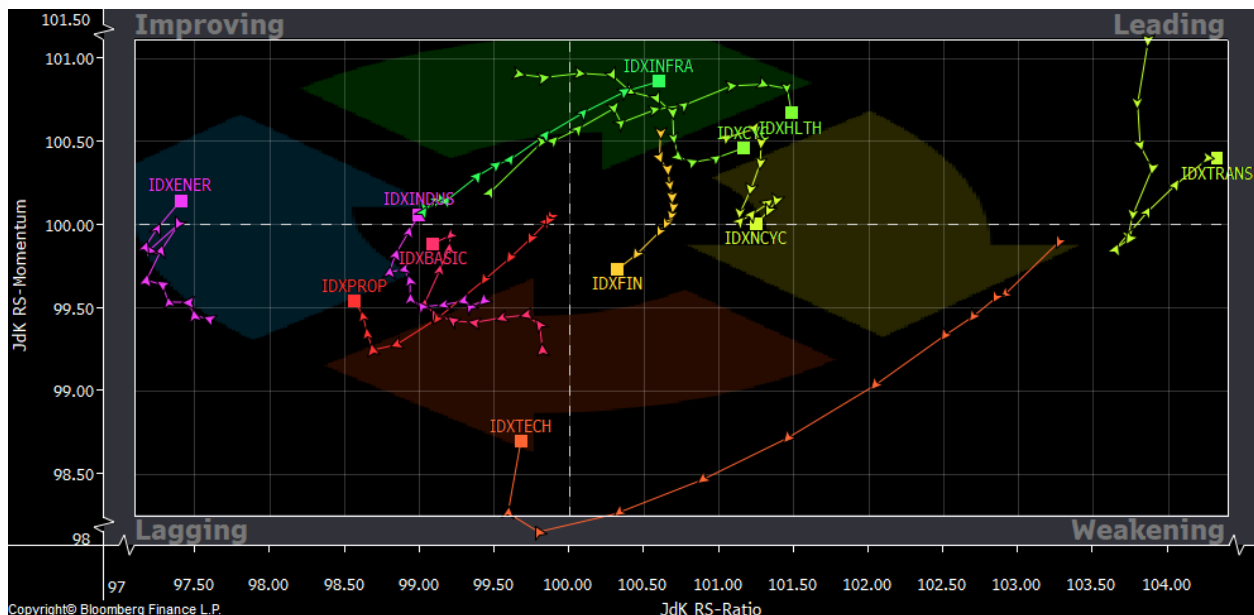 101.50
Improving
Leading
101.00
IDXINFRA
100.50
IDXCYC
IDXHLTH
IDXENER
IDXINDUS
IDXTRANS
100.00
IDXNCYC
IDXBASIC
IDXPROP
IDXFIN
99.50
JdK RS-Momentum
99.00
IDXTECH
98.50
98
Lagging
Weakening
97
97.50
98.00
98.50
99.00
99.50
100.00
100.50
101.00
101.50
102.00
102.50
103.00
103.50
104.00
Copyright© Bloomberg Finance L.P.
JdK RS-Ratio